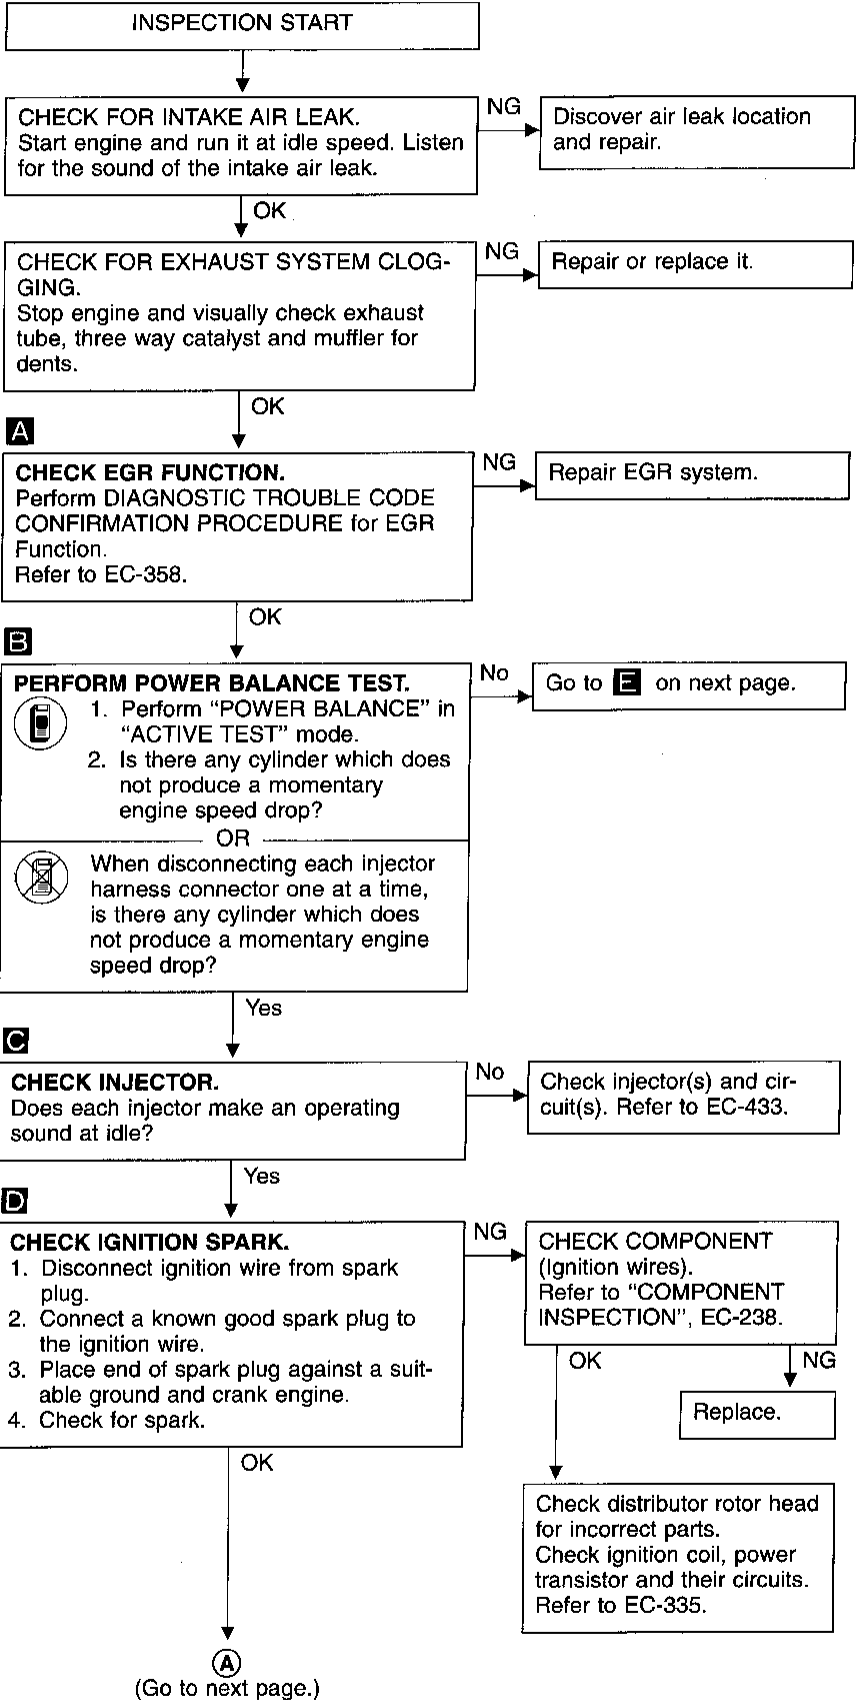 INSPECTION START
CHECK FOR INTAKE AIR LEAK.
Start engine and run it at idle speed. Listen
for the sound of the intake air leak.
NG
Discover air leak location
and repair.
OK
CHECK FOR EXHAUST SYSTEM CLOG-
GING.
Stop engine and visually check exhaust
tube, three way catalyst and muffler for
dents.
NG
Repair or replace it.
OK
A
CHECK EGR FUNCTION.
Perform DIAGNOSTIC TROUBLE CODE
CONFIRMATION PROCEDURE for EGR
Function.
Refer to EC-358.
NG
Repair EGR system.
OK
B
PERFORM POWER BALANCE TEST.
1. Perform “POWER BALANCE” in
“ACTIVE TEST” mode.
2. Is there any cylinder which does
not produce a momentary
engine speed drop?
OR
When disconnecting each injector
harness connector one at a time,
is there any cylinder which does
not produce a momentary engine
speed drop?
No
Go to E on next page.
Yes
C
CHECK INJECTOR.
Does each injector make an operating
sound at idle?
No
Check injector(s) and cir-
cuit(s). Refer to EC-433.
Yes
D
CHECK IGNITION SPARK.
1. Disconnect ignition wire from spark
plug.
2. Connect a known good spark plug to
the ignition wire.
3. Place end of spark plug against a suit-
able ground and crank engine.
4. Check for spark.
NG
CHECK COMPONENT
(Ignition wires).
Refer to “COMPONENT
INSPECTION”, EC-238.
OK
NG
Replace.
Check distributor rotor head
for incorrect parts.
Check ignition coil, power
transistor and their circuits.
Refer to EC-335.
OK
A
(Go to next page.)